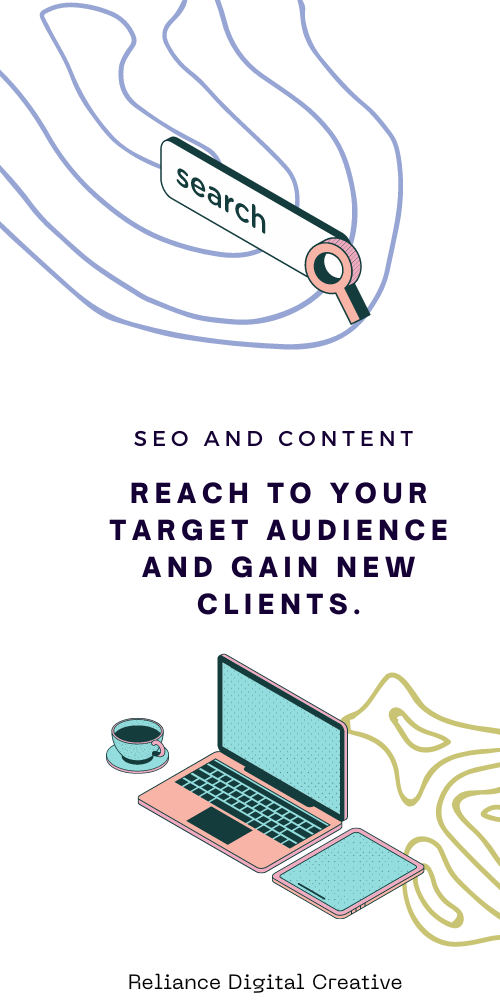 search
SEO AND CONTENT
REACH TO YOUR
TARGET AUDIENCE
AND GAIN NEW
CLIENTS.
Reliance Digital Creative